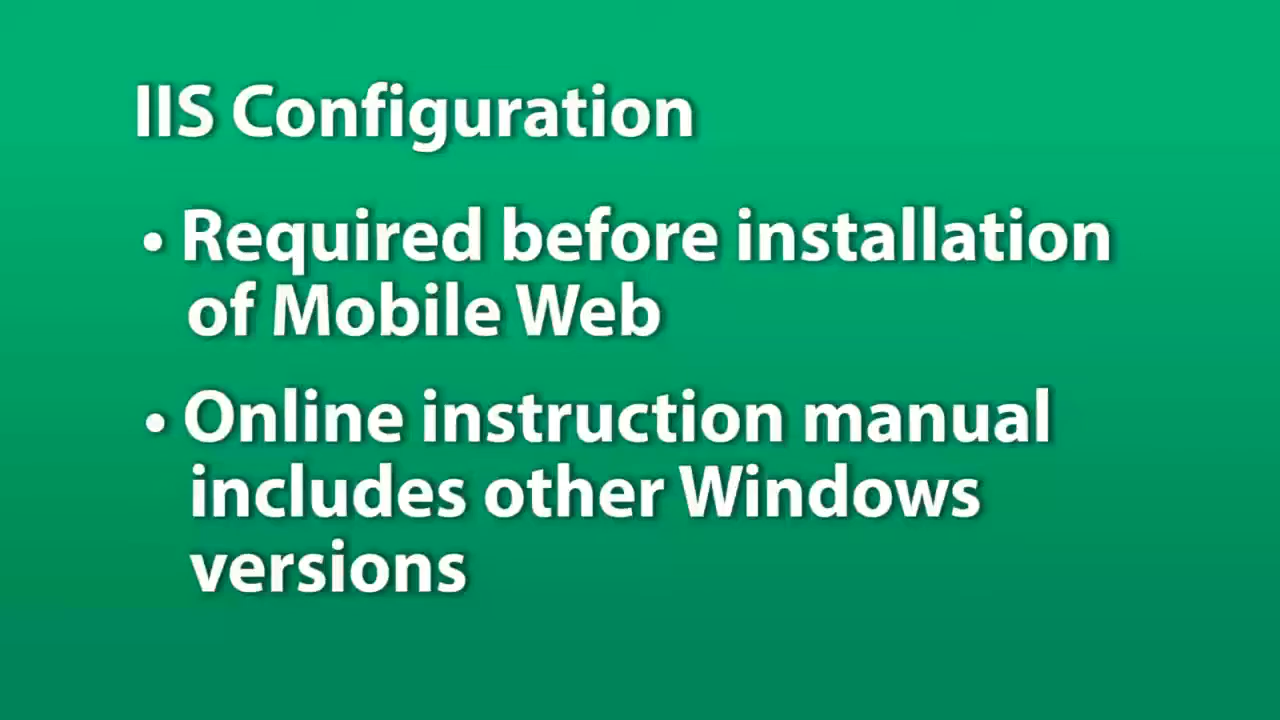 IIS Configuration
• Required before installation
of Mobile Web
• Online instruction manual
includes other Windows
versions